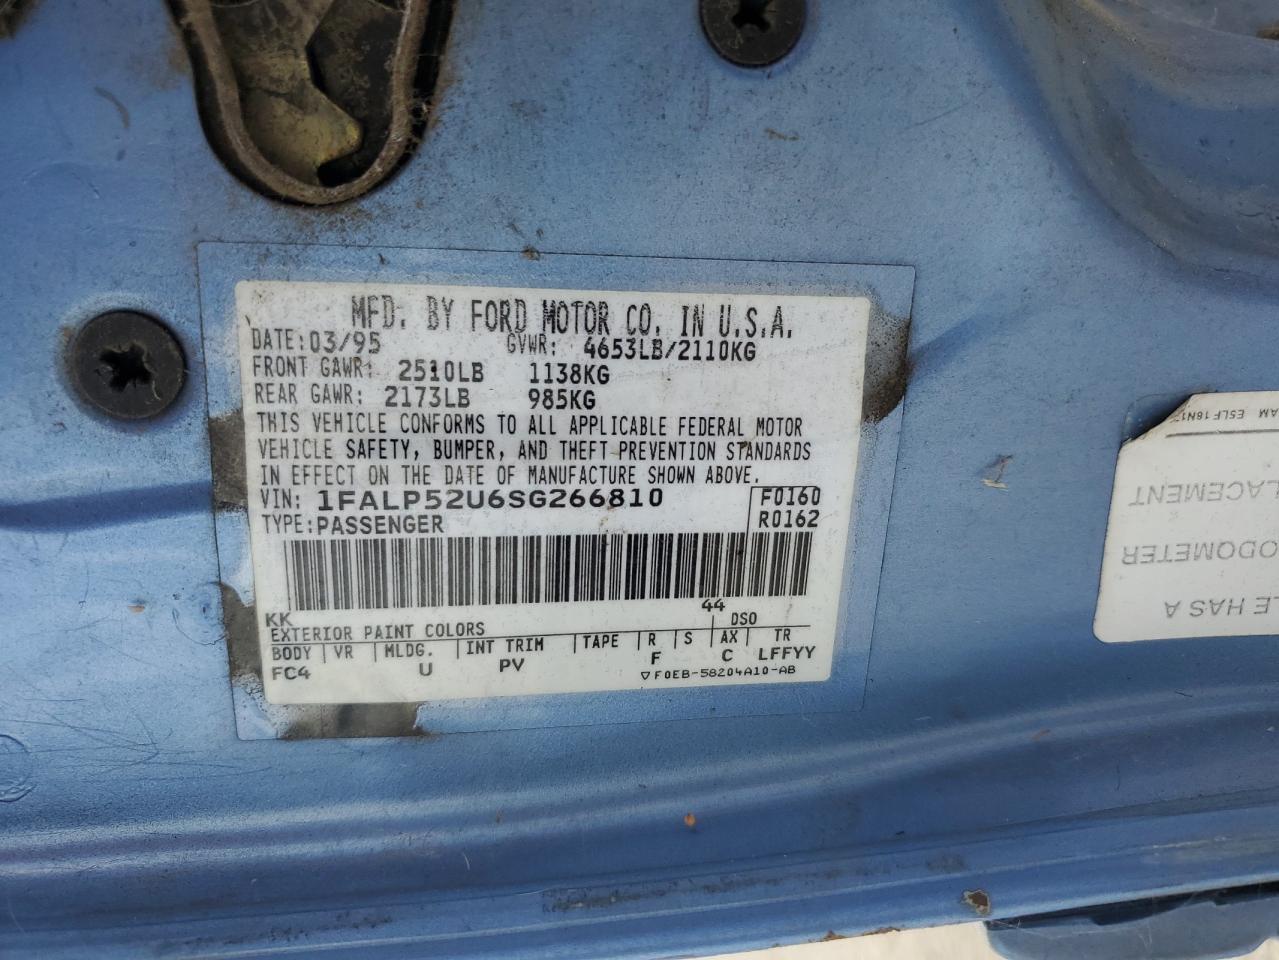 MFD. BY FORD MOTOR CO. IN U.S.A.
DATE: 03/95 GVWR: 4653LB/2110KG
FRONT GAWR: 2510LB 1138KG
REAR GAWR: 2173LB 985KG
THIS VEHICLE CONFORMS TO ALL APPLICABLE FEDERAL MOTOR
VEHICLE SAFETY, BUMPER, AND THEFT PREVENTION STANDARDS
IN EFFECT ON THE DATE OF MANUFACTURE SHOWN ABOVE.
VIN: 1FALP52U6SG266810 F0160
TYPE: PASSENGER R0162
44
KK DSO
EXTERIOR PAINT COLORS
BODY VR MLDG. INT TRIM TAPE R S AX TR
FC4 U PV F C LFFYY
▽F0EB-58204A10-AB
LE HAS A
ODOMETER
LACEMENT